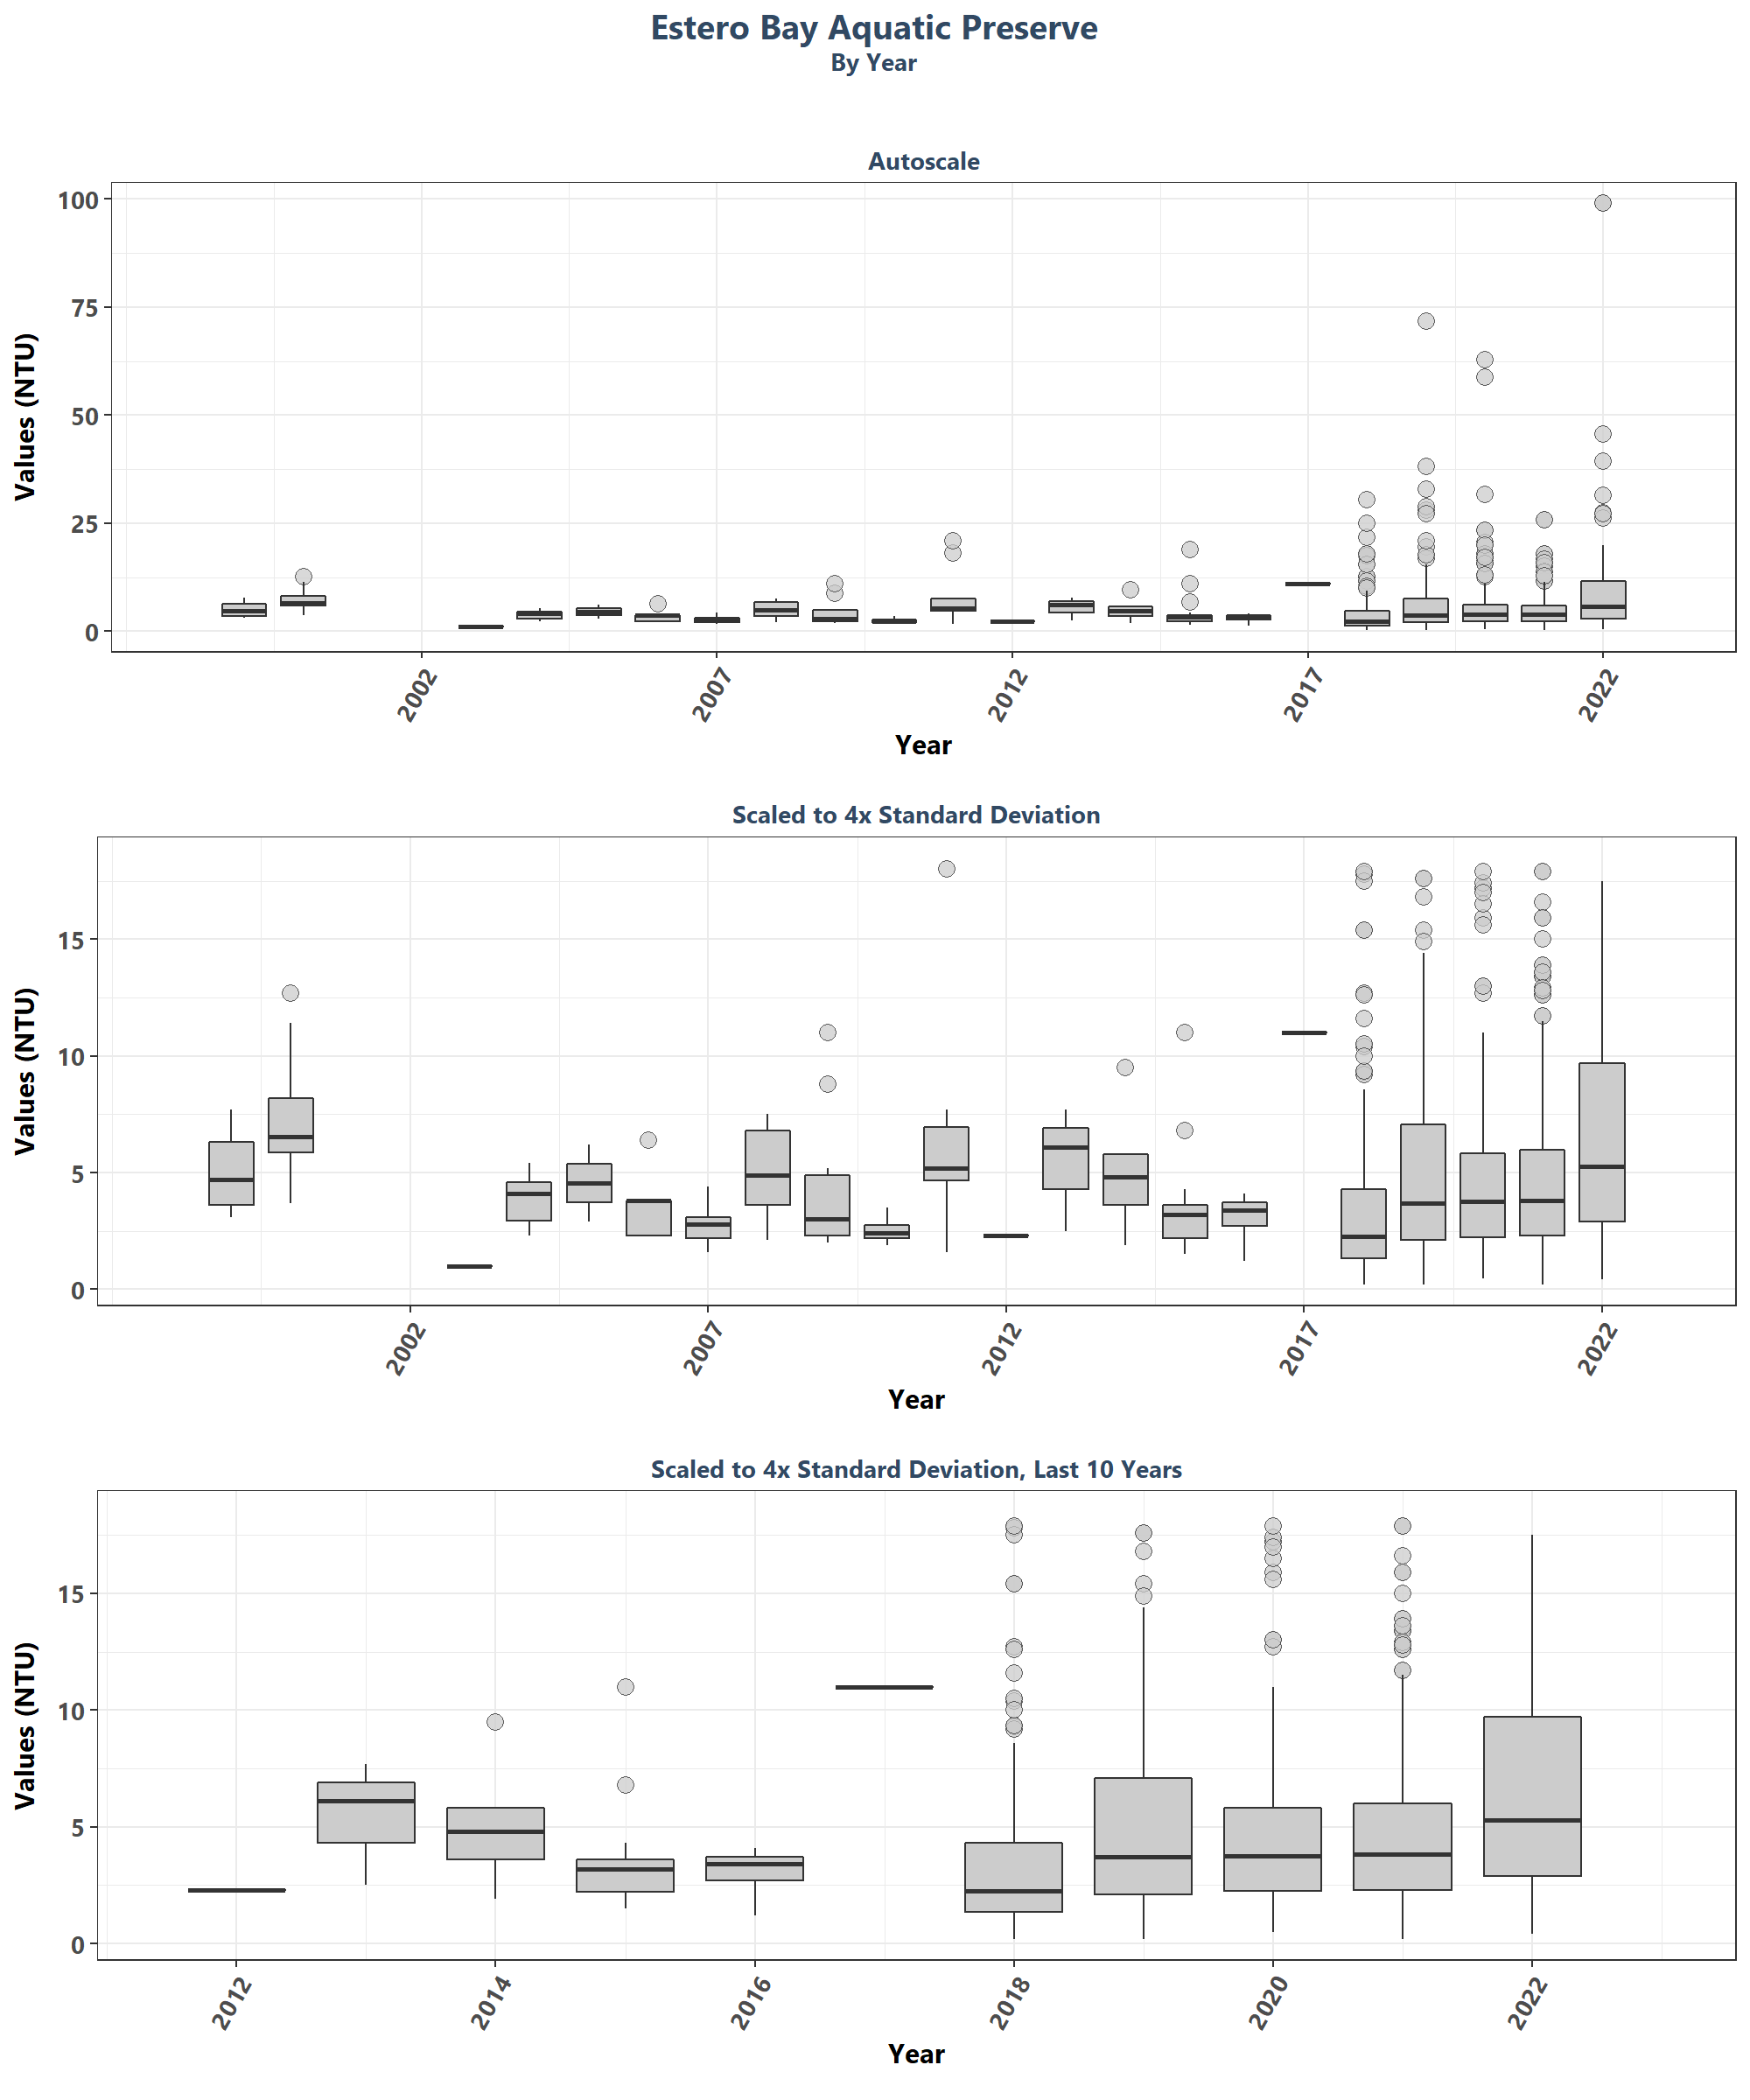 Estero Bay Aquatic Preserve
By Year
Autoscale
100
75
50
25
0
Values (NTU)
2002
2007
2012
2017
2022
Year
Scaled to 4x Standard Deviation
15
10
5
0
Values (NTU)
2002
2007
2012
2017
2022
Year
Scaled to 4x Standard Deviation, Last 10 Years
15
10
5
0
Values (NTU)
2012
2014
2016
2018
2020
2022
Year